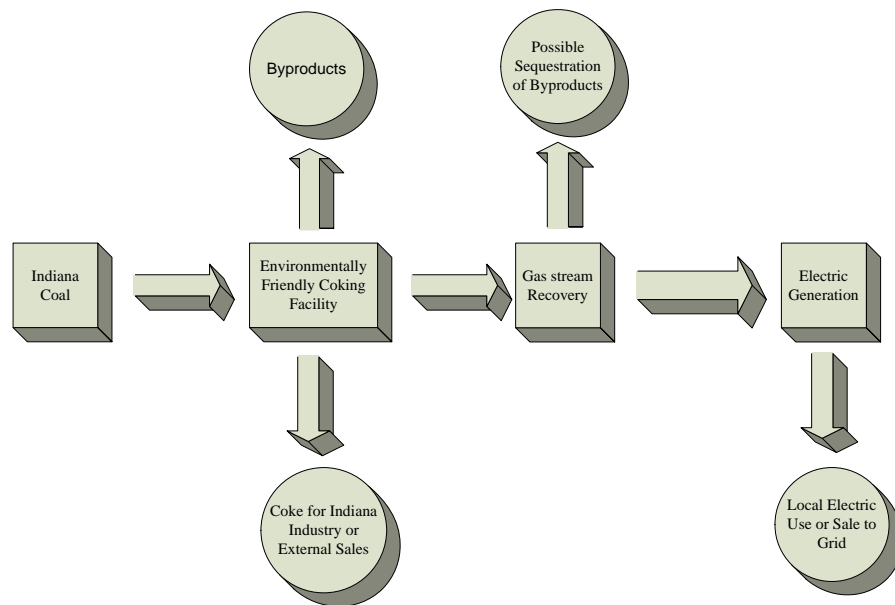 Byproducts
Possible
Sequestration
of Byproducts
Indiana
Coal
Environmentally
Friendly Coking
Facility
Gas stream
Recovery
Electric
Generation
Coke for Indiana
Industry or
External Sales
Local Electric
Use or Sale to
Grid